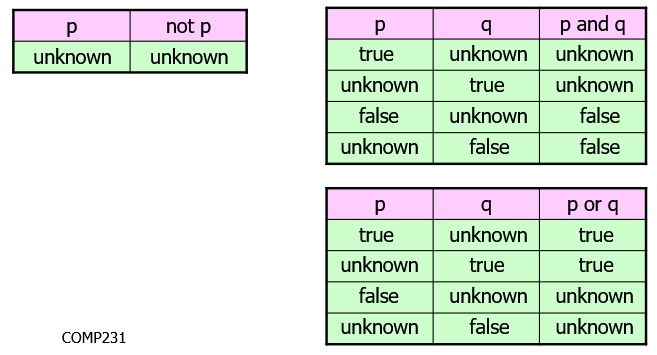 p not p
unknown unknown
p q p and q
true unknown unknown
unknown true unknown
false unknown false
unknown false false
p q p or q
true unknown true
unknown true true
false unknown unknown
unknown false unknown
COMP231